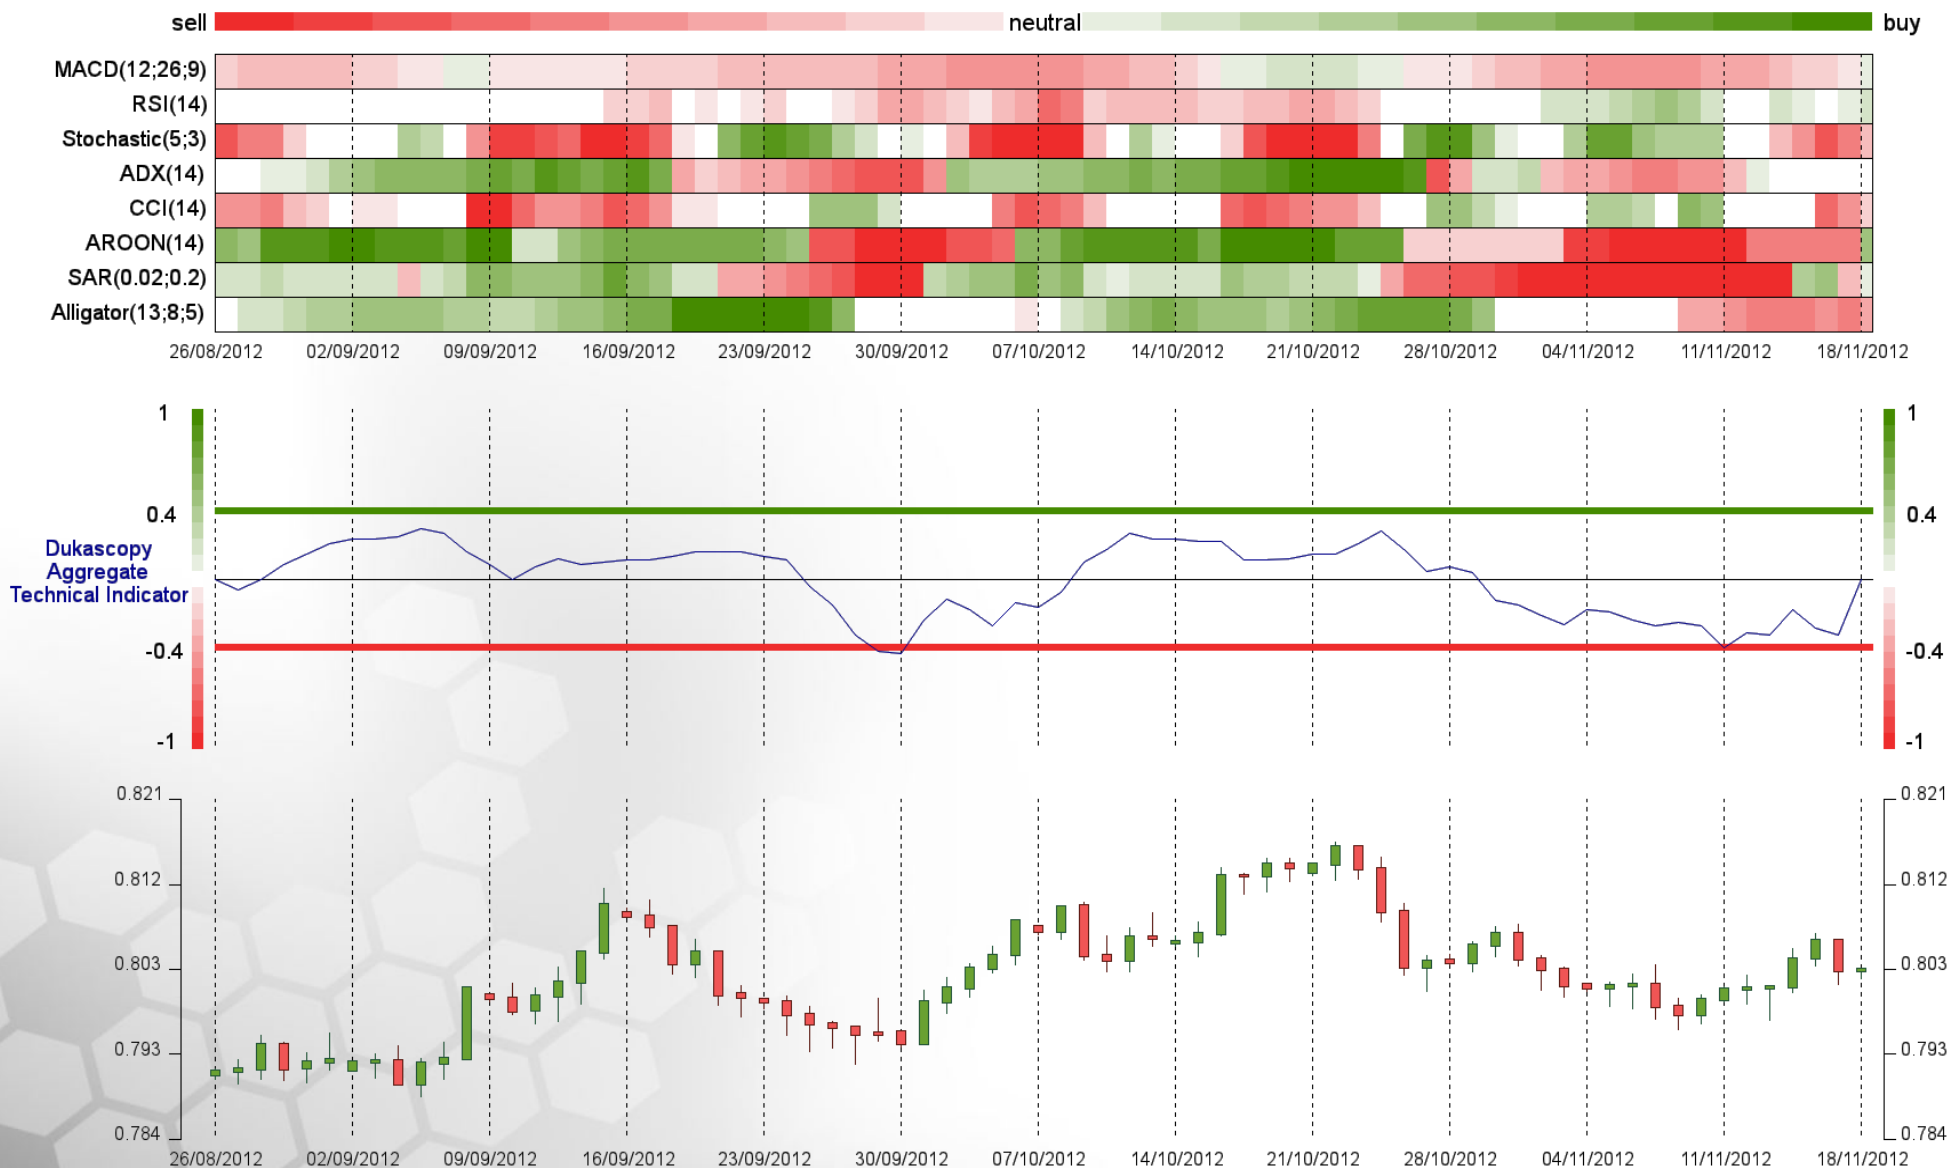 sell neutral buy
MACD(12;26;9)
RSI(14)
Stochastic(5;3)
ADX(14)
CCI(14)
AROON(14)
SAR(0.02;0.2)
Alligator(13;8;5)
26/08/2012 02/09/2012 09/09/2012 16/09/2012 23/09/2012 30/09/2012 07/10/2012 14/10/2012 21/10/2012 28/10/2012 04/11/2012 11/11/2012 18/11/2012
1 1
0.4 0.4
Dukascopy
Aggregate
Technical Indicator
-0.4 -0.4
-1 -1
0.821 0.821
0.812 0.812
0.803 0.803
0.793 0.793
0.784 0.784
26/08/2012 02/09/2012 09/09/2012 16/09/2012 23/09/2012 30/09/2012 07/10/2012 14/10/2012 21/10/2012 28/10/2012 04/11/2012 11/11/2012 18/11/2012